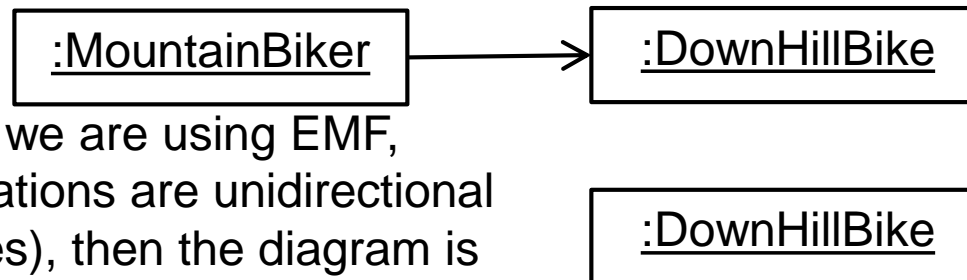 :MountainBiker :DownHillBike
we are using EMF,
ations are unidirectional
:DownHillBike
es), then the diagram is